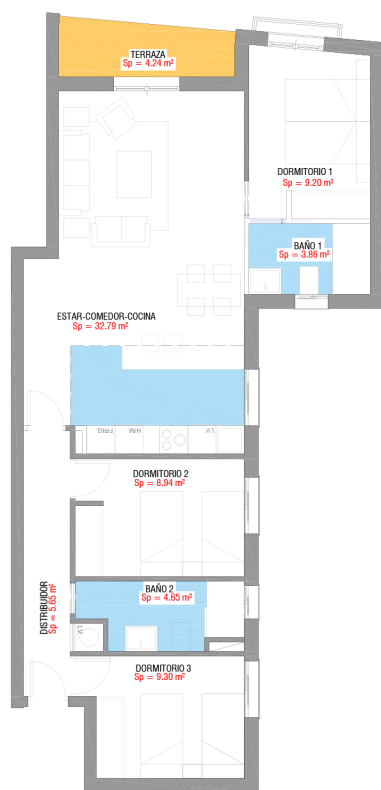 TERRAZA
Sp = 4.24 m²
DORMITORIO 1
Sp = 9.20 m²
BAÑO 1
Sp = 3.86 m²
ESTAR-COMEDOR-COCINA
Sp = 32.79 m²
FRIG.
H/M
LV.
DORMITORIO 2
Sp = 8.94 m²
BAÑO 2
Sp = 4.65 m²
DISTRIBUIDOR
Sp = 5.65 m²
LV
DORMITORIO 3
Sp = 9.30 m²